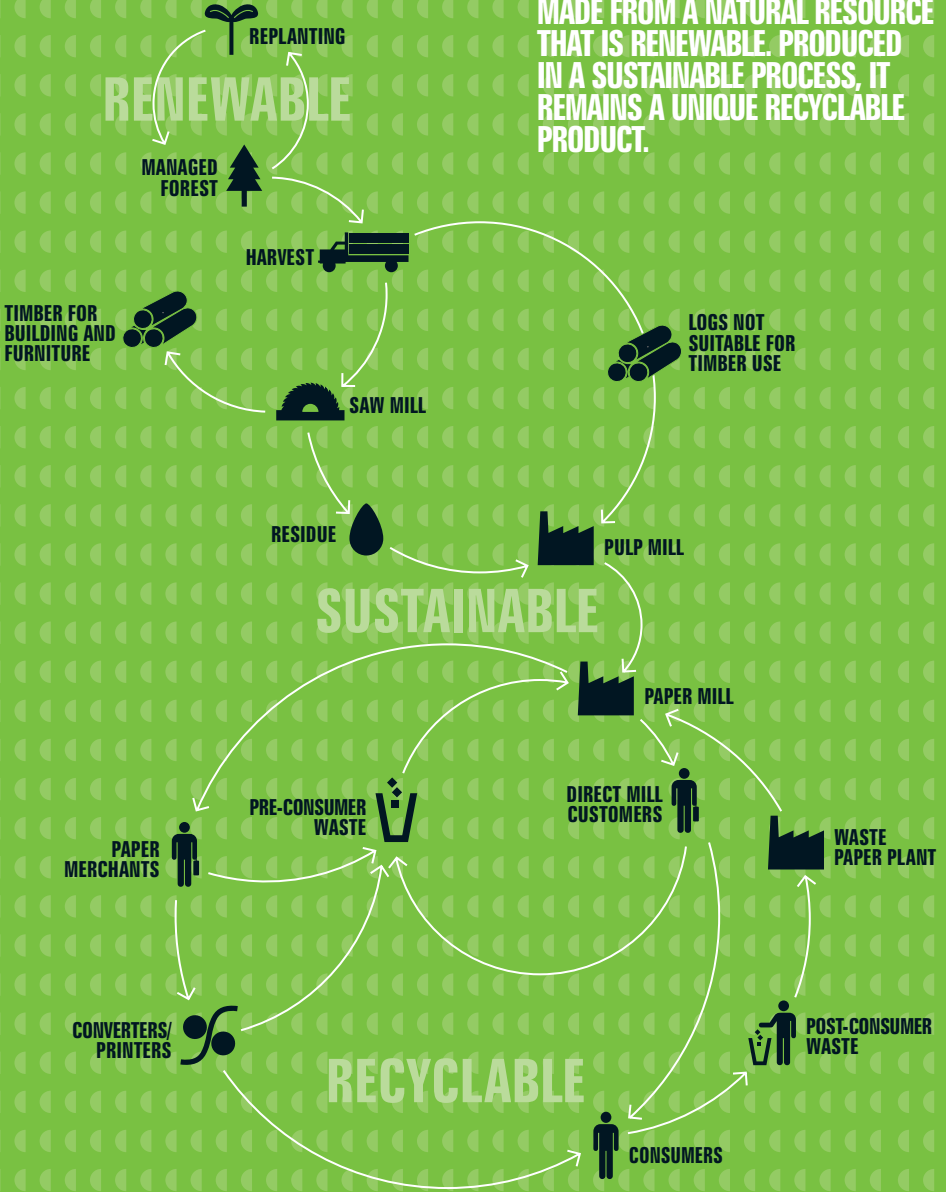 MADE FROM A NATURAL RESOURCE
THAT IS RENEWABLE. PRODUCED
IN A SUSTAINABLE PROCESS, IT
REMAINS A UNIQUE RECYCLABLE
PRODUCT.
REPLANTING
RENEWABLE
MANAGED
FOREST
HARVEST
TIMBER FOR
BUILDING AND
FURNITURE
LOGS NOT
SUITABLE FOR
TIMBER USE
SAW MILL
RESIDUE
PULP MILL
SUSTAINABLE
PAPER MILL
PRE-CONSUMER
WASTE
DIRECT MILL
CUSTOMERS
PAPER
MERCHANTS
WASTE
PAPER PLANT
CONVERTERS/
PRINTERS
POST-CONSUMER
WASTE
RECYCLABLE
CONSUMERS